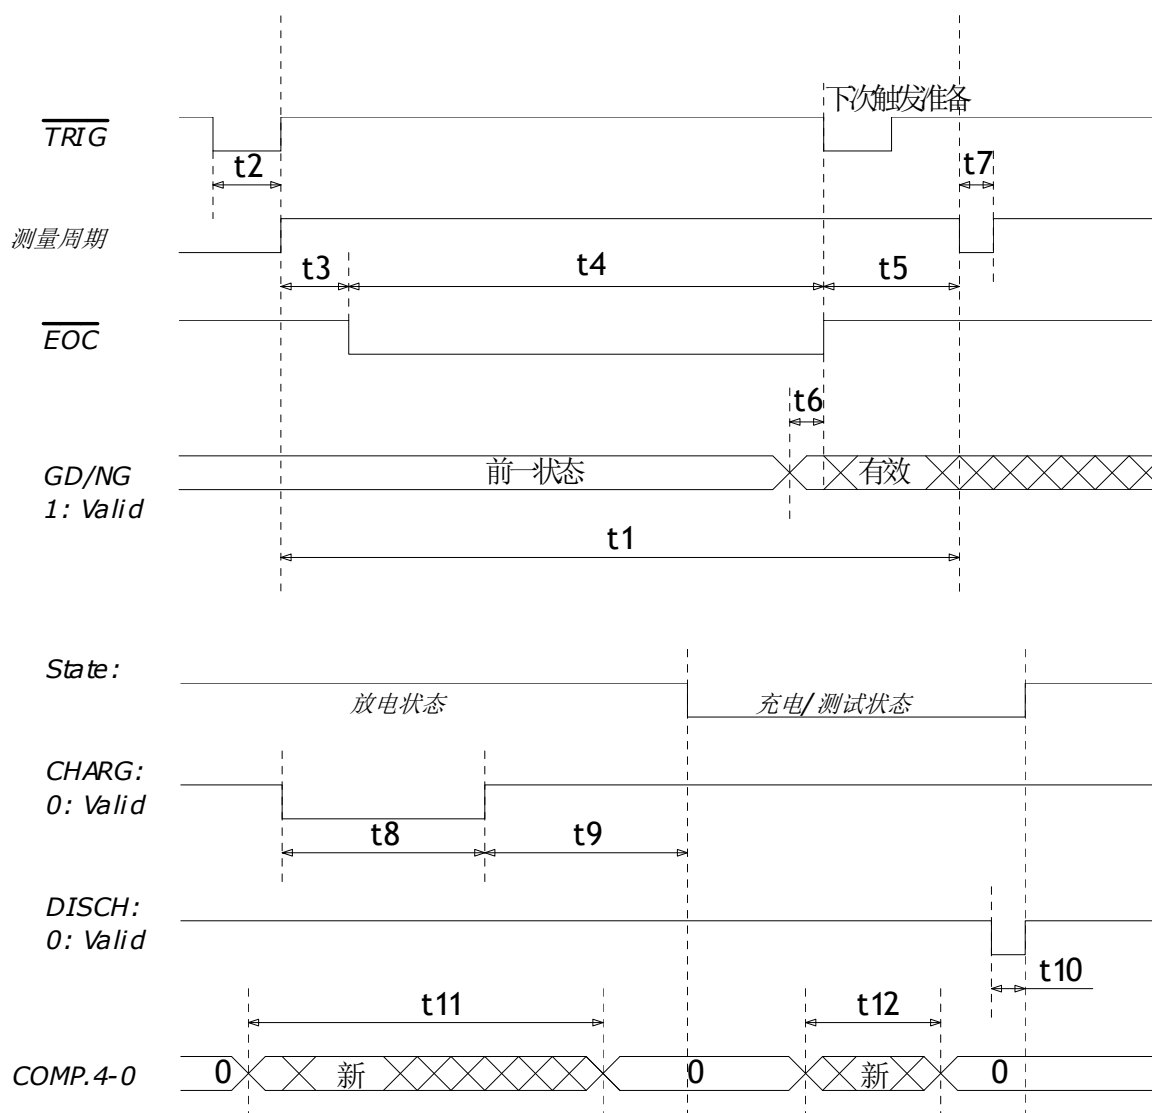 下次触发准备
TRIG
t2
t7
测量周期
t3
t4
t5
EOC
t6
GD/NG
1: Valid
前一状态
有效
t1
State:
放电状态
充电/测试状态
CHARG:
0: Valid
t8
t9
DISCH:
0: Valid
t10
t11
t12
COMP.4-0
0
新
0
新
0